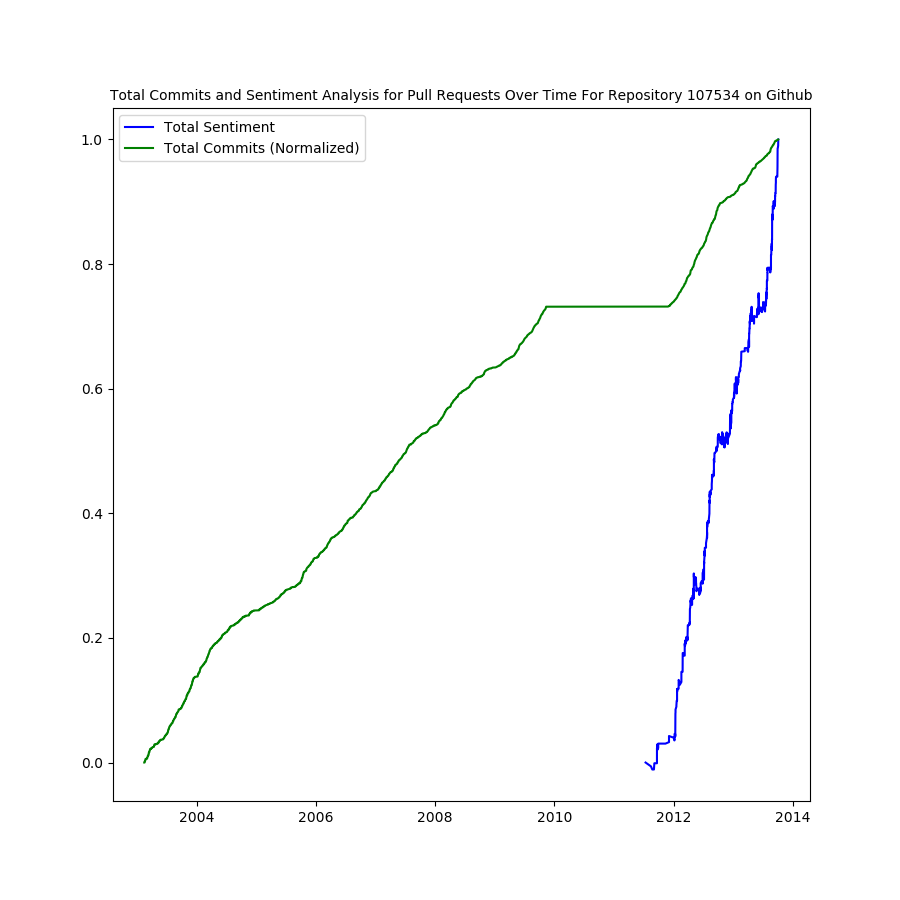 Total Commits and Sentiment Analysis for Pull Requests Over Time For Repository 107534 on Github
Total Sentiment
Total Commits (Normalized)
1.0
0.8
0.6
0.4
0.2
0.0
2004 2006 2008 2010 2012 2014